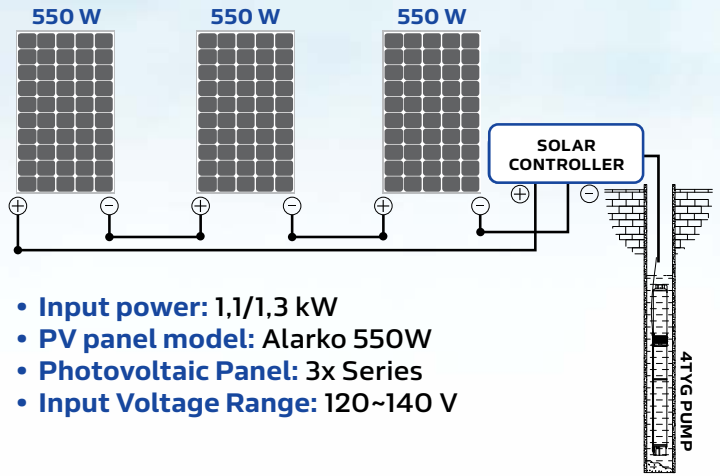 550 W
550 W
550 W
SOLAR
CONTROLLER
+
−
+
−
+
−
+
−
4TYG PUMP
• Input power: 1,1/1,3 kW
• PV panel model: Alarko 550W
• Photovoltaic Panel: 3x Series
• Input Voltage Range: 120~140 V